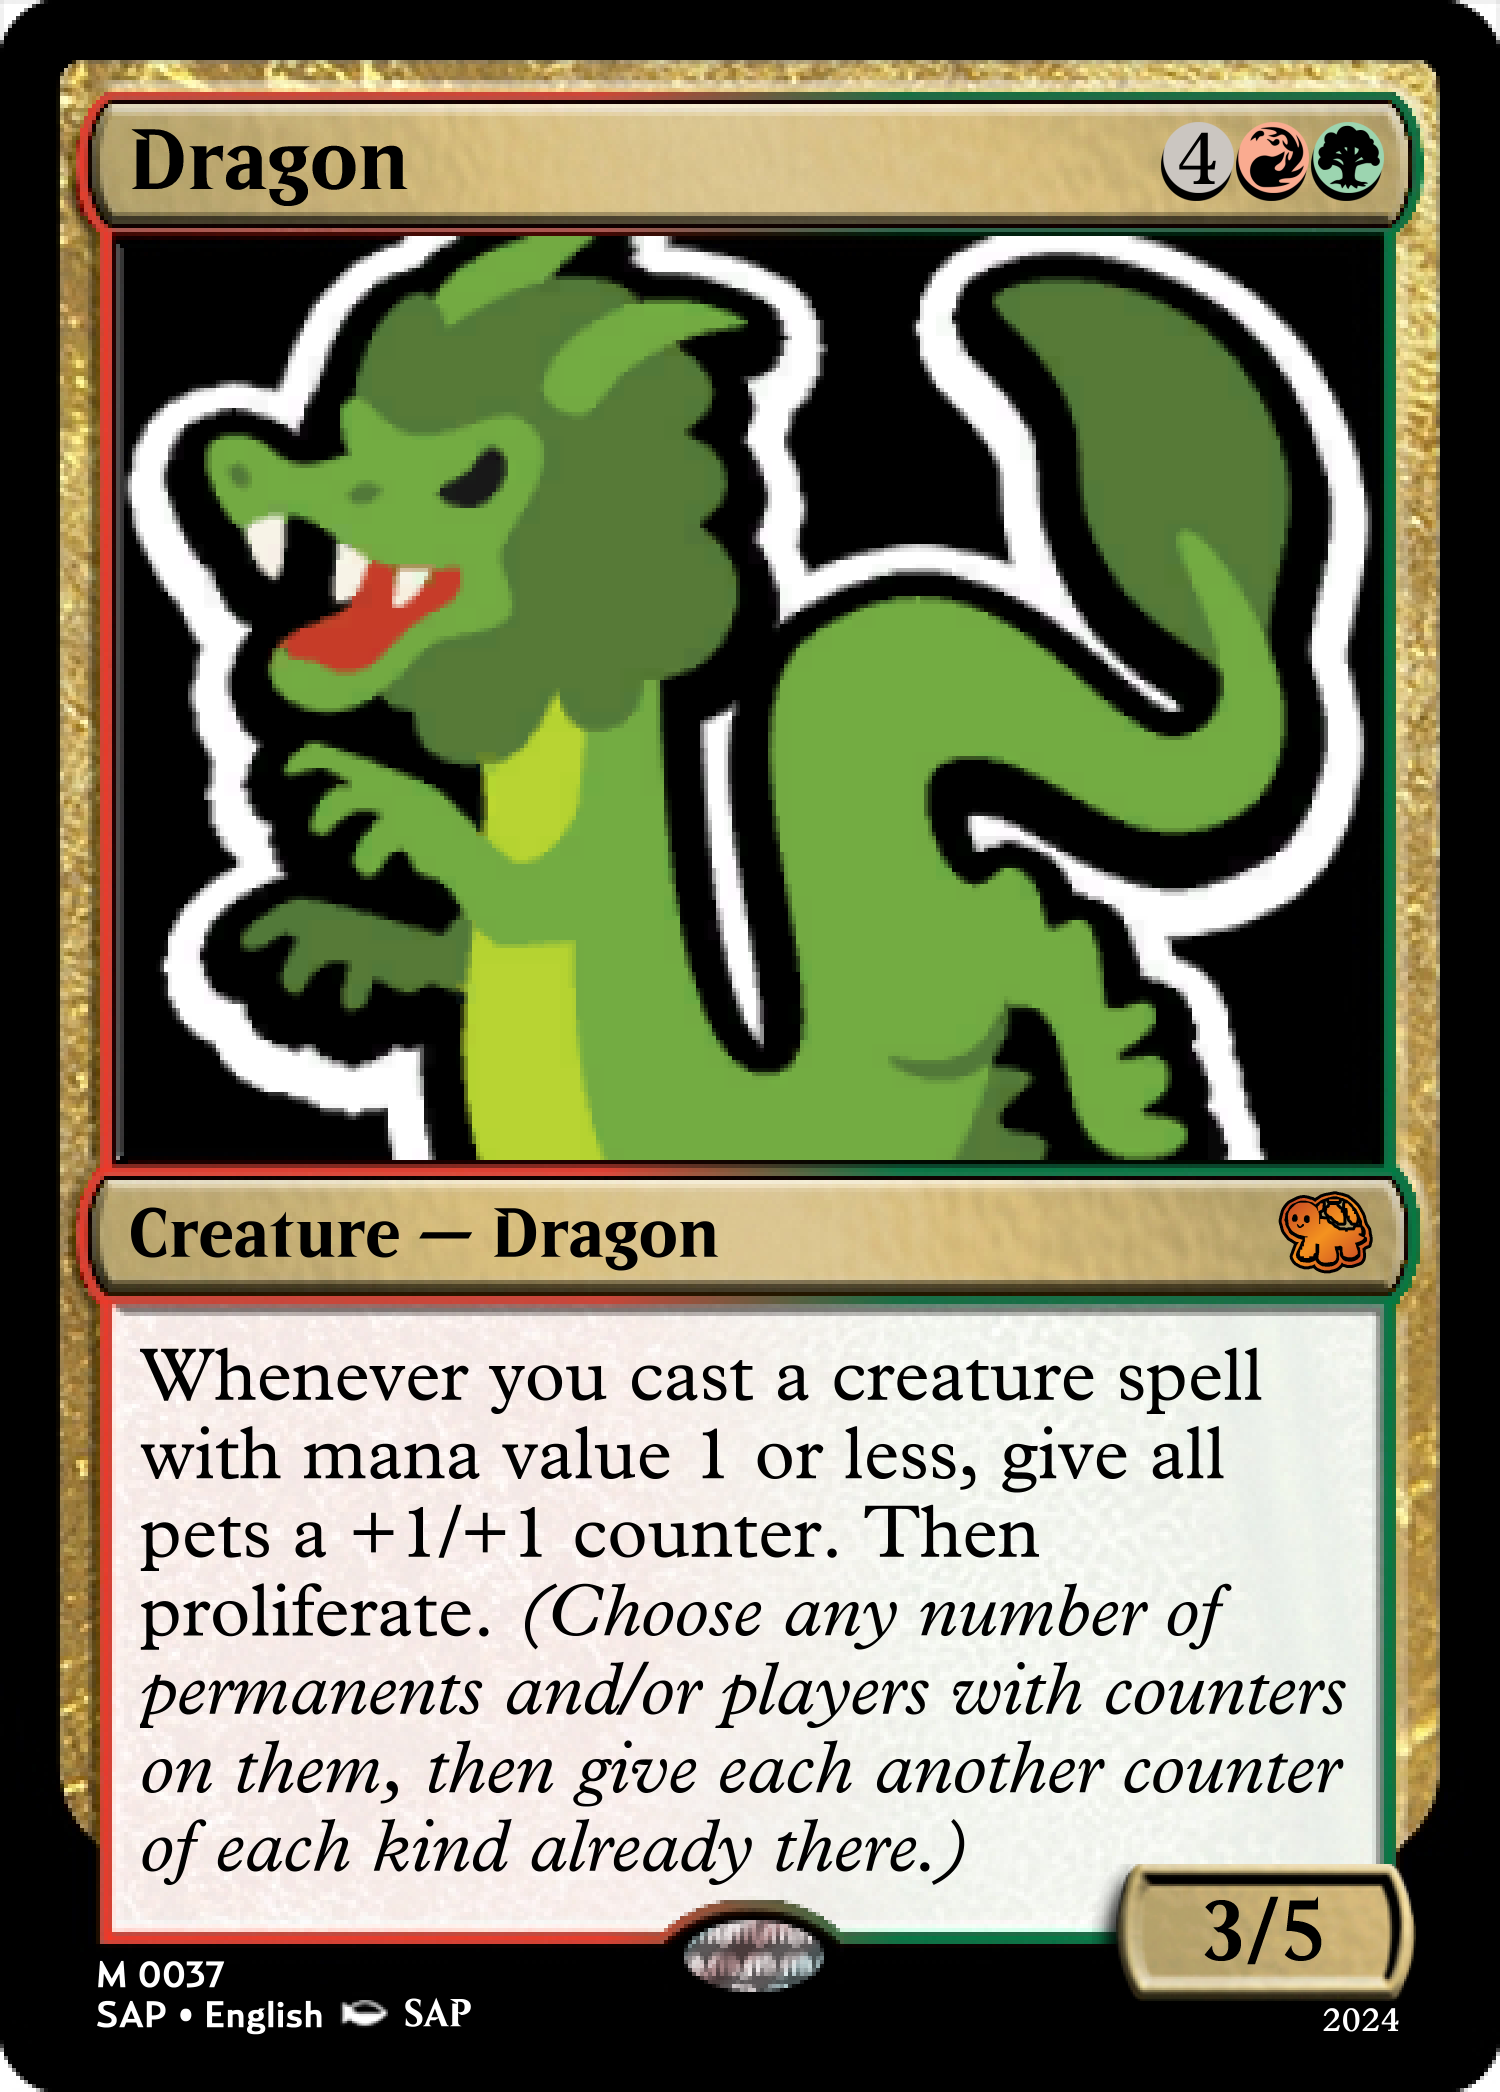 Dragon 4
Creature — Dragon
Whenever you cast a creature spell
with mana value 1 or less, give all
pets a +1/+1 counter. Then
proliferate. (Choose any number of
permanents and/or players with counters
on them, then give each another counter
of each kind already there.)
3/5
M 0037
SAP • English SAP
2024